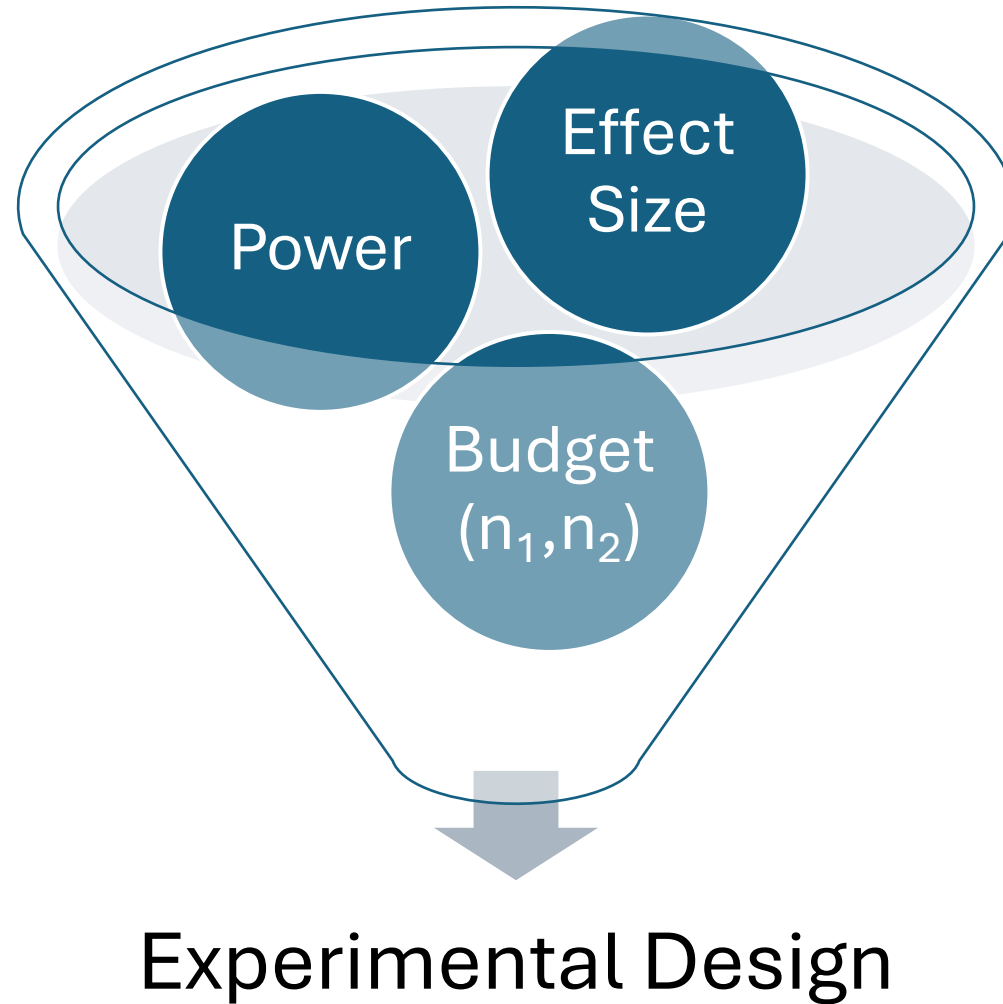 Effect
Size
Power
Budget
(n₁,n₂)
Experimental Design